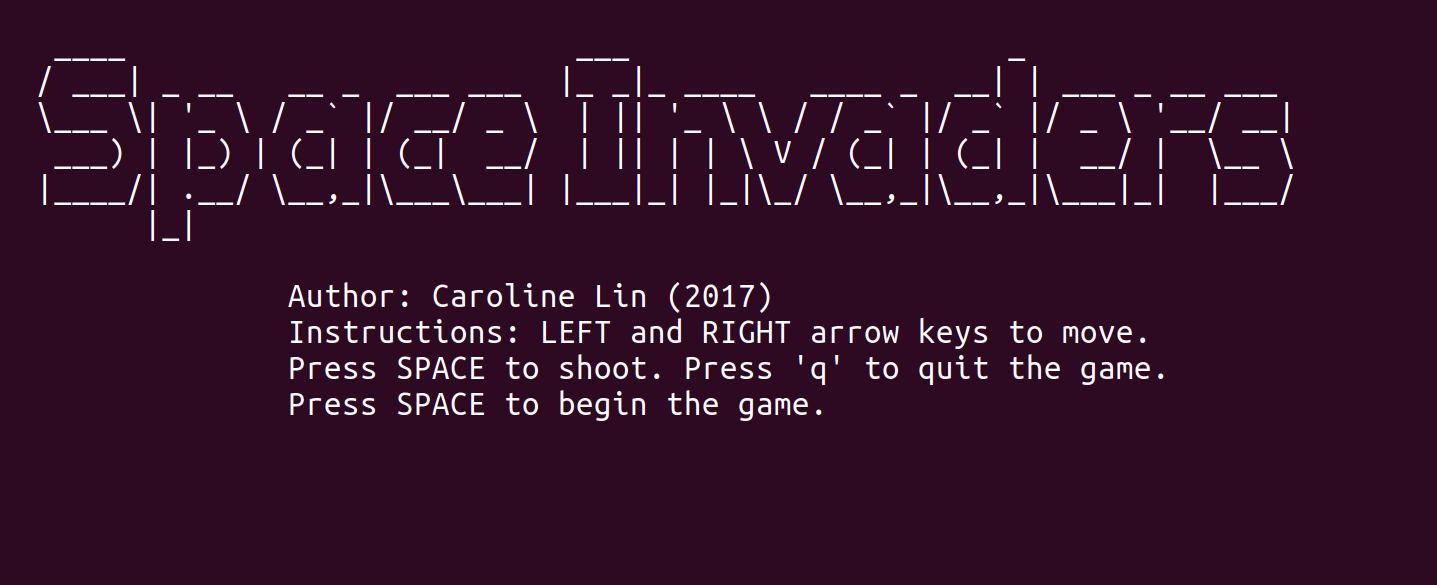 Space Invaders
Author: Caroline Lin (2017)
Instructions: LEFT and RIGHT arrow keys to move.
Press SPACE to shoot. Press 'q' to quit the game.
Press SPACE to begin the game.